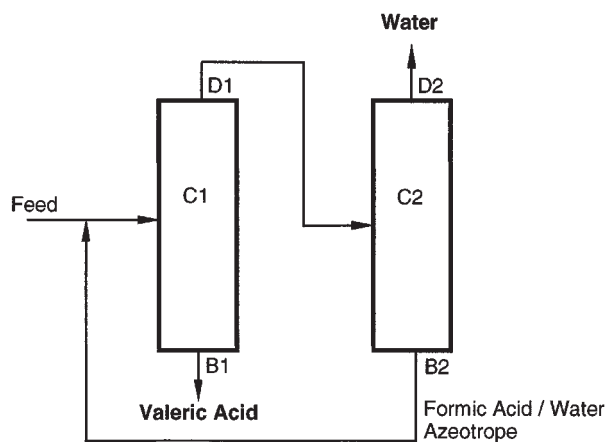 Water
D1
D2
C1
C2
Feed
B1
B2
Valeric Acid
Formic Acid / Water
Azeotrope